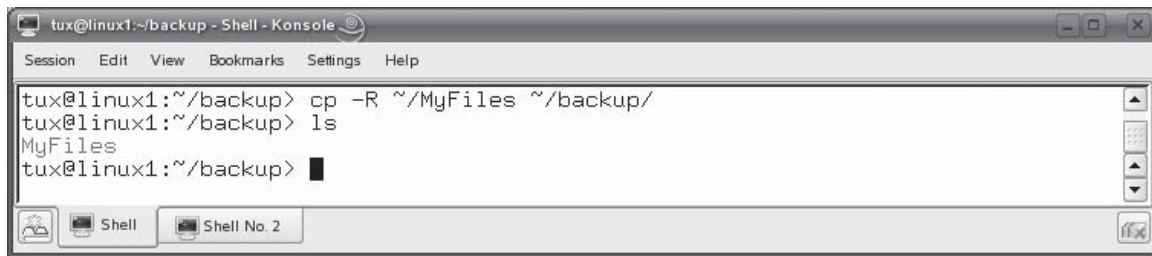 tux@linux1:~/backup - Shell - Konsole
Session Edit View Bookmarks Settings Help
tux@linux1:~/backup> cp -R ~/MyFiles ~/backup/
tux@linux1:~/backup> ls
MyFiles
tux@linux1:~/backup>
Shell Shell No. 2